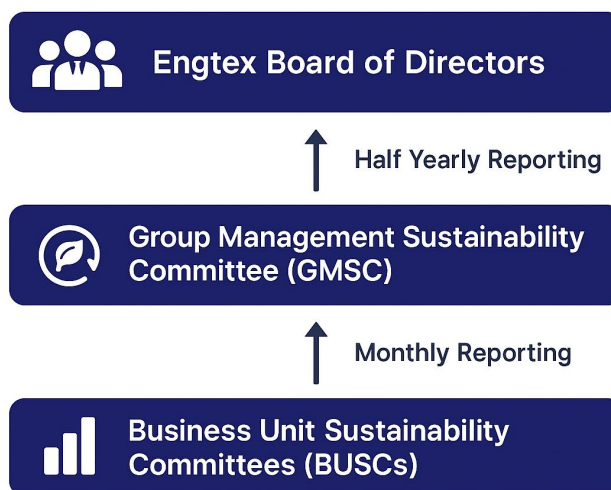 Engtex Board of Directors
Half Yearly Reporting
Group Management Sustainability
Committee (GMSC)
Monthly Reporting
Business Unit Sustainability
Committees (BUSCs)